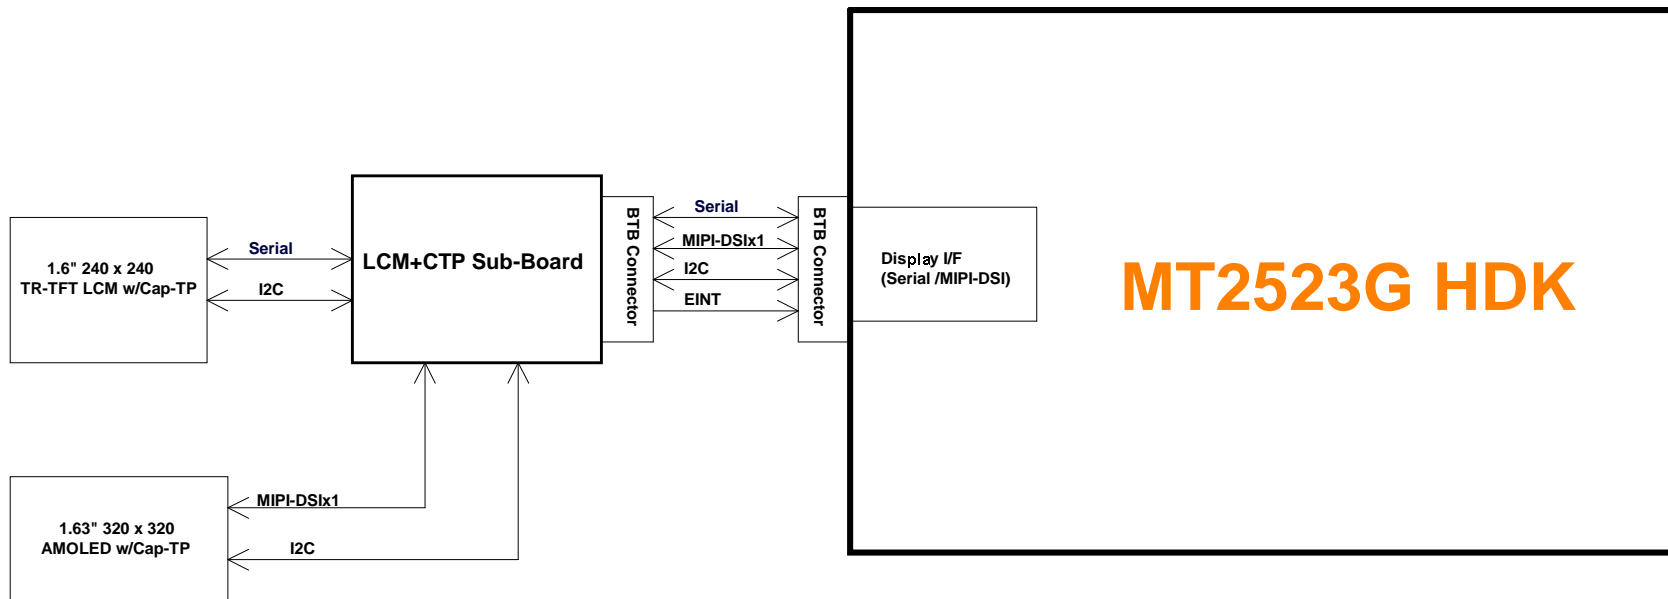 1.6" 240 x 240
TR-TFT LCM w/Cap-TP
Serial
I2C
LCM+CTP Sub-Board
BTB Connector
Serial
MIPI-DSIx1
I2C
EINT
BTB Connector
Display I/F
(Serial /MIPI-DSI)
MT2523G HDK
1.63" 320 x 320
AMOLED w/Cap-TP
MIPI-DSIx1
I2C